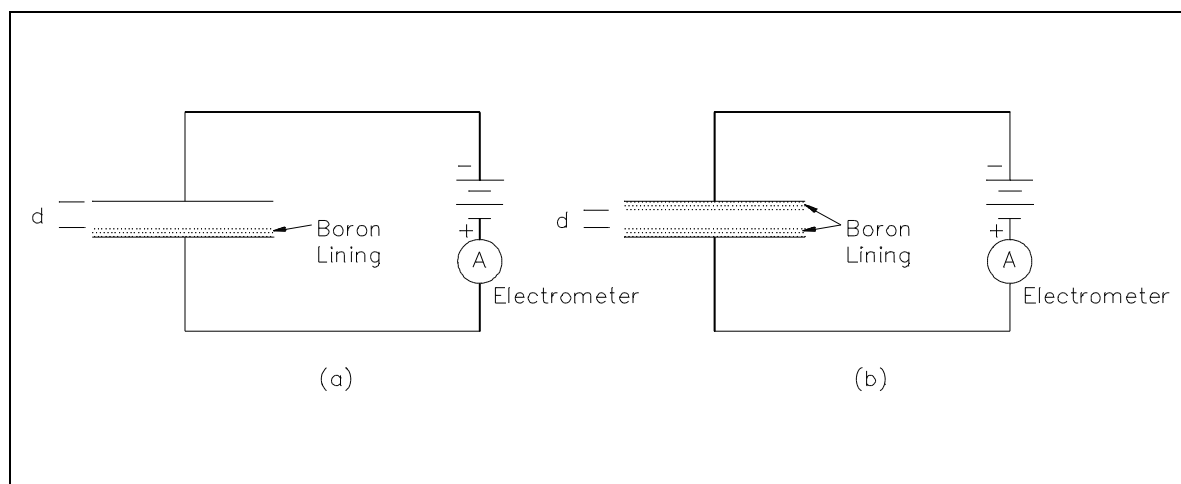 −
d
Boron
Lining
+
A
Electrometer
(a)
−
d
Boron
Lining
+
A
Electrometer
(b)